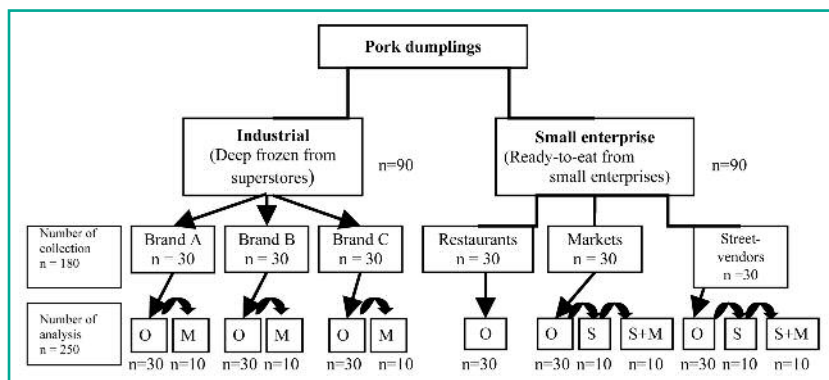 Pork dumplings
Industrial
(Deep frozen from
superstores)
n=90
Small enterprise
(Ready-to-eat from
small enterprises)
n=90
Number of
collection
n = 180
Brand A
n = 30
Brand B
n = 30
Brand C
n = 30
Restaurants
n = 30
Markets
n = 30
Street-
vendors
n =30
Number of
analysis
n = 250
O M O M O M O O S S+M O S S+M
n=30 n=10 n=30 n=10 n=30 n=10 n=30 n=30 n=10 n=10 n=30 n=10 n=10